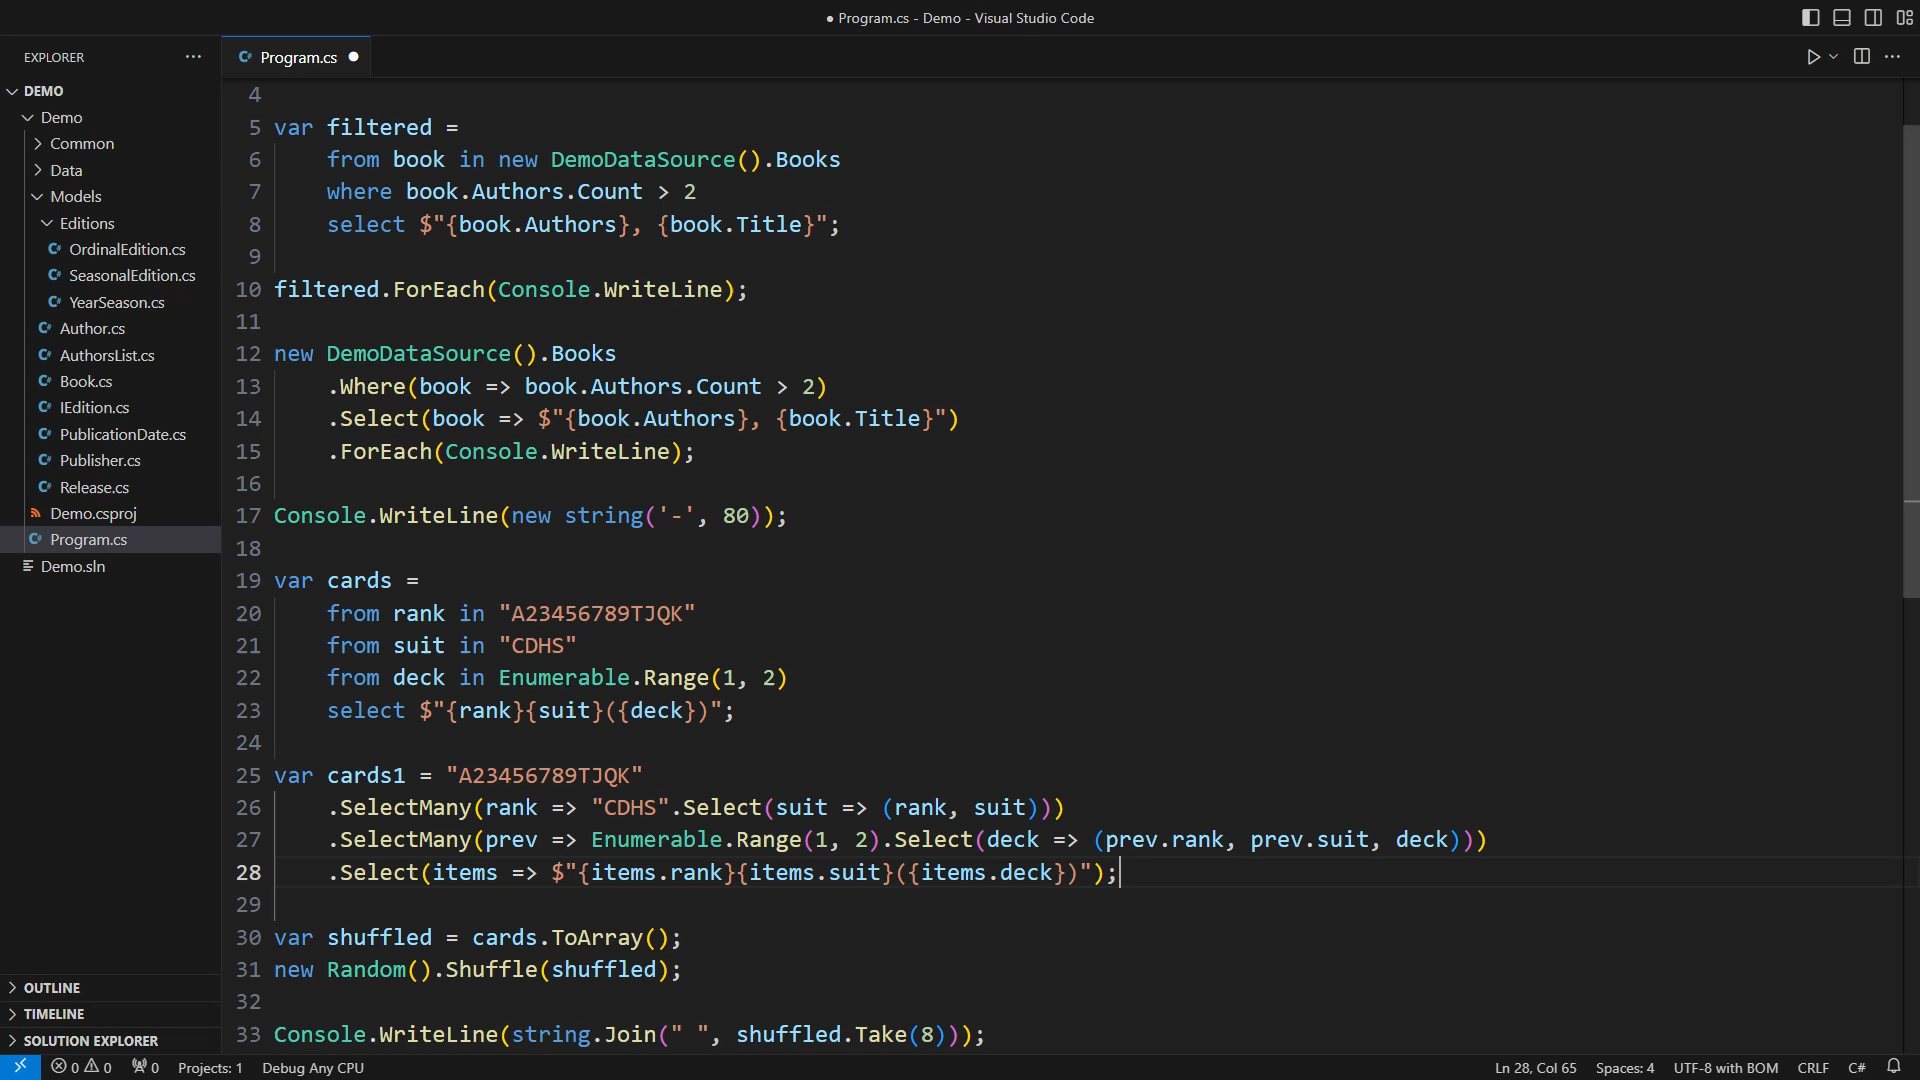 ● Program.cs - Demo - Visual Studio Code
EXPLORER
Program.cs
DEMO
Demo
Common
Data
Models
Editions
OrdinalEdition.cs
SeasonalEdition.cs
YearSeason.cs
Author.cs
AuthorsList.cs
Book.cs
IEdition.cs
PublicationDate.cs
Publisher.cs
Release.cs
Demo.csproj
Program.cs
Demo.sln
OUTLINE
TIMELINE
SOLUTION EXPLORER
4
5 var filtered =
6 from book in new DemoDataSource().Books
7 where book.Authors.Count > 2
8 select $"{book.Authors}, {book.Title}";
9
10 filtered.ForEach(Console.WriteLine);
11
12 new DemoDataSource().Books
13 .Where(book => book.Authors.Count > 2)
14 .Select(book => $"{book.Authors}, {book.Title}")
15 .ForEach(Console.WriteLine);
16
17 Console.WriteLine(new string('-', 80));
18
19 var cards =
20 from rank in "A23456789TJQK"
21 from suit in "CDHS"
22 from deck in Enumerable.Range(1, 2)
23 select $"{rank}{suit}({deck})";
24
25 var cards1 = "A23456789TJQK"
26 .SelectMany(rank => "CDHS".Select(suit => (rank, suit)))
27 .SelectMany(prev => Enumerable.Range(1, 2).Select(deck => (prev.rank, prev.suit, deck)))
28 .Select(items => $"{items.rank}{items.suit}({items.deck})");
29
30 var shuffled = cards.ToArray();
31 new Random().Shuffle(shuffled);
32
33 Console.WriteLine(string.Join(" ", shuffled.Take(8)));
0 0 0 Projects: 1 Debug Any CPU Ln 28, Col 65 Spaces: 4 UTF-8 with BOM CRLF C#